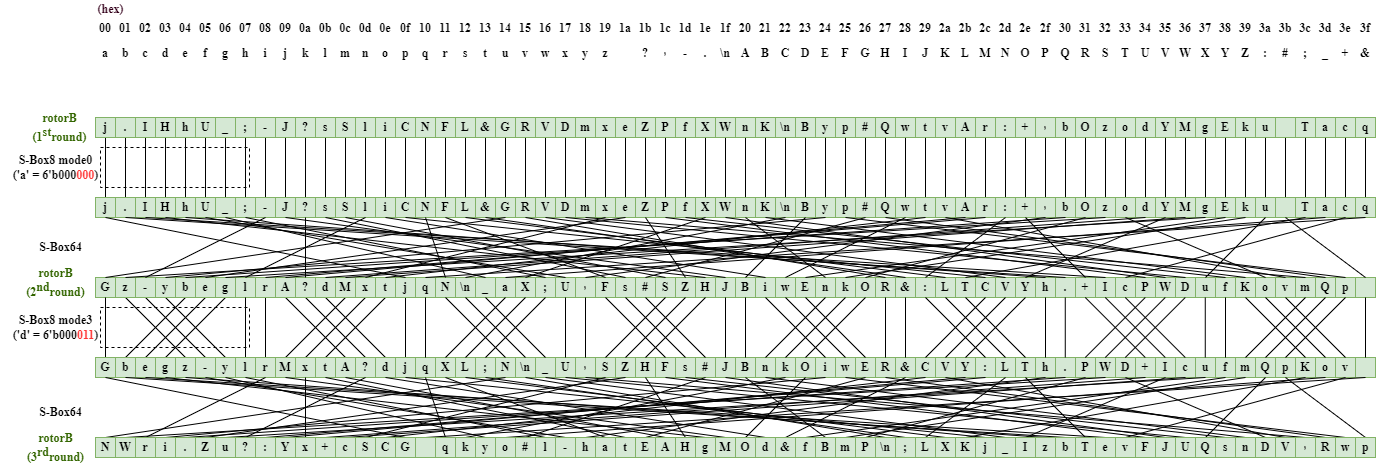 (hex)
00 01 02 03 04 05 06 07 08 09 0a 0b 0c 0d 0e 0f 10 11 12 13 14 15 16 17 18 19 1a 1b 1c 1d 1e 1f 20 21 22 23 24 25 26 27 28 29 2a 2b 2c 2d 2e 2f 30 31 32 33 34 35 36 37 38 39 3a 3b 3c 3d 3e 3f
a b c d e f g h i j k l m n o p q r s t u v w x y z ? , - . \n A B C D E F G H I J K L M N O P Q R S T U V W X Y Z : # ; _ + &
rotorB
(1st round)
j . I H h U _ ; - J ? s S l i C N F L & G R V D m x e Z P f X W n K \n B y p # Q w t v A r : + , b O z o d Y M g E k u T a c q
S-Box8 mode0
('a' = 6'b000000)
j . I H h U _ ; - J ? s S l i C N F L & G R V D m x e Z P f X W n K \n B y p # Q w t v A r : + , b O z o d Y M g E k u T a c q
S-Box64
rotorB
(2nd round)
G z - y b e g l r A ? d M x t j q N \n _ a X ; U , F s # S Z H J B i w E n k O R & : L T C V Y h . + I c P W D u f K o v m Q p
S-Box8 mode3
('d' = 6'b000011)
G b e g z - y l r M x t A ? d j q X L ; N \n _ U , S Z H F s # J B n k O i w E R & C V Y : L T h . P W D + I c u f m Q p K o v
S-Box64
rotorB
(3rd round)
N W r i . Z u ? : Y x + c S C G q k y o # l - h a t E A H g M O d & f B m P \n ; L X K j _ I z b T e v F J U Q s n D V , R w p